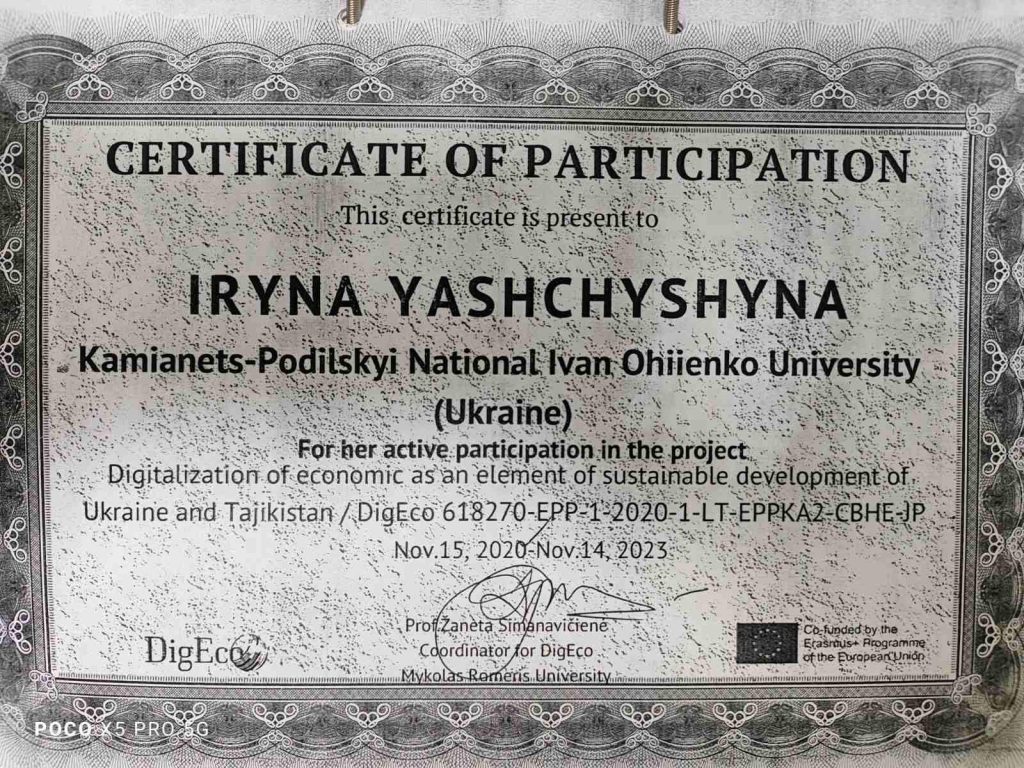 CERTIFICATE OF PARTICIPATION
This certificate is present to
IRYNA YASHCHYSHYNA
Kamianets-Podilskyi National Ivan Ohiienko University
(Ukraine)
For her active participation in the project
Digitalization of economic as an element of sustainable development of
Ukraine and Tajikistan / DigEco 618270-EPP-1-2020-1-LT-EPPKA2-CBHE-JP
Nov.15, 2020-Nov.14, 2023
Prof.Žaneta Simanavičienė
Coordinator for DigEco
Mykolas Romeris University
DigEco
Co-funded by the
Erasmus+ Programme
of the European Union
POCO X5 PRO 5G